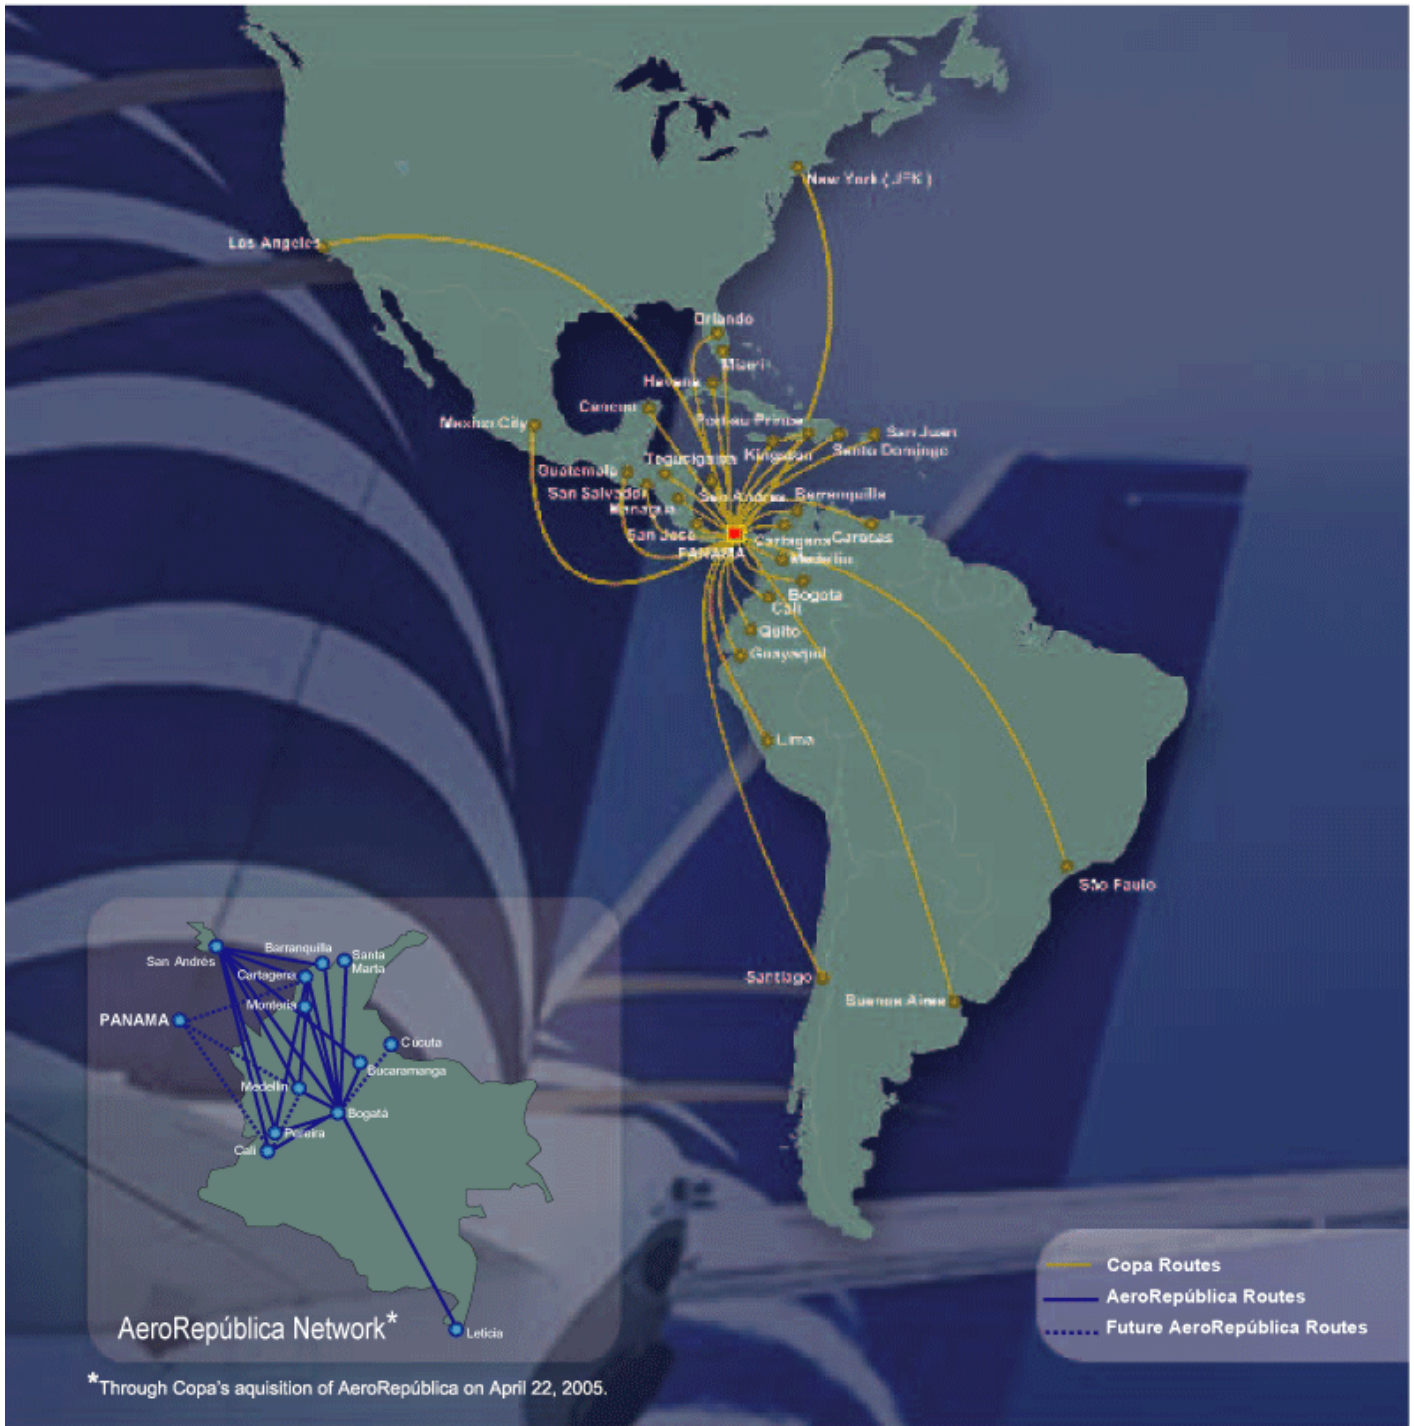 New York ( JFK )
Los Angeles
Orlando
Miami
Havana
Cancun
Mexico City
Port-au Prince
San Juan
Kingston
Santo Domingo
Tegucigalpa
Guatemala
San Salvador
San Andres
Barranquilla
Managua
San Jose
Cartagena
Caracas
PANAMA
Medellin
Bogota
Cali
Quito
Guayaquil
Lima
São Paulo
Santiago
Buenos Aires
Barranquilla
Santa
Marta
San Andrés
Cartagena
Montería
PANAMA
Cúcuta
Bucaramanga
Medellín
Bogatá
Pereira
Cali
Leticia
AeroRepública Network*
*Through Copa's aquisition of AeroRepública on April 22, 2005.
Copa Routes
AeroRepública Routes
Future AeroRepública Routes